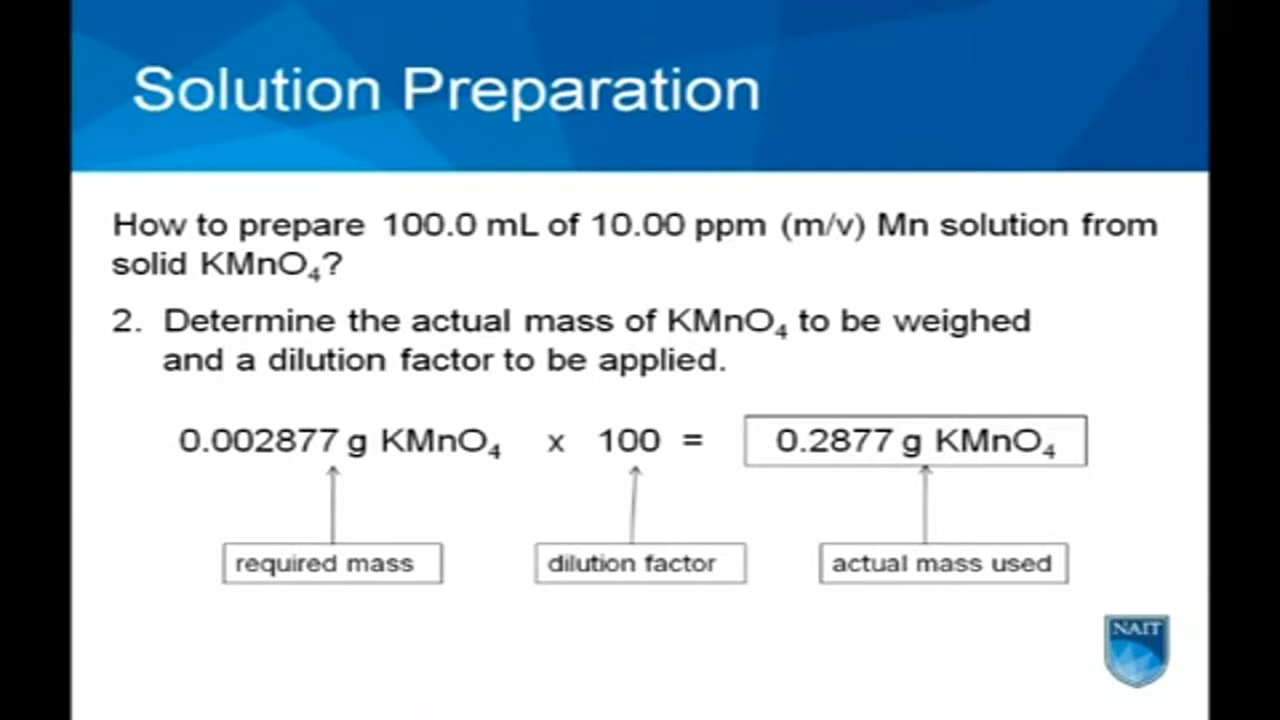 Solution Preparation
How to prepare 100.0 mL of 10.00 ppm (m/v) Mn solution from
solid KMnO₄?
2. Determine the actual mass of KMnO₄ to be weighed
and a dilution factor to be applied.
0.002877 g KMnO₄ x 100 = 0.2877 g KMnO₄
required mass dilution factor actual mass used
NAIT